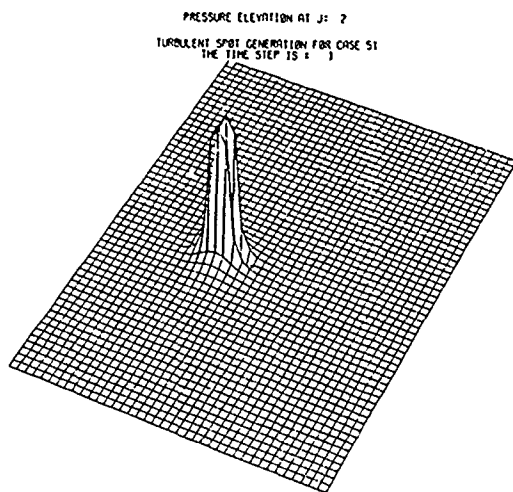 PRESSURE ELEVATION AT J: 2
TURBULENT SPOT GENERATION FOR CASE 51
THE TIME STEP IS : 1